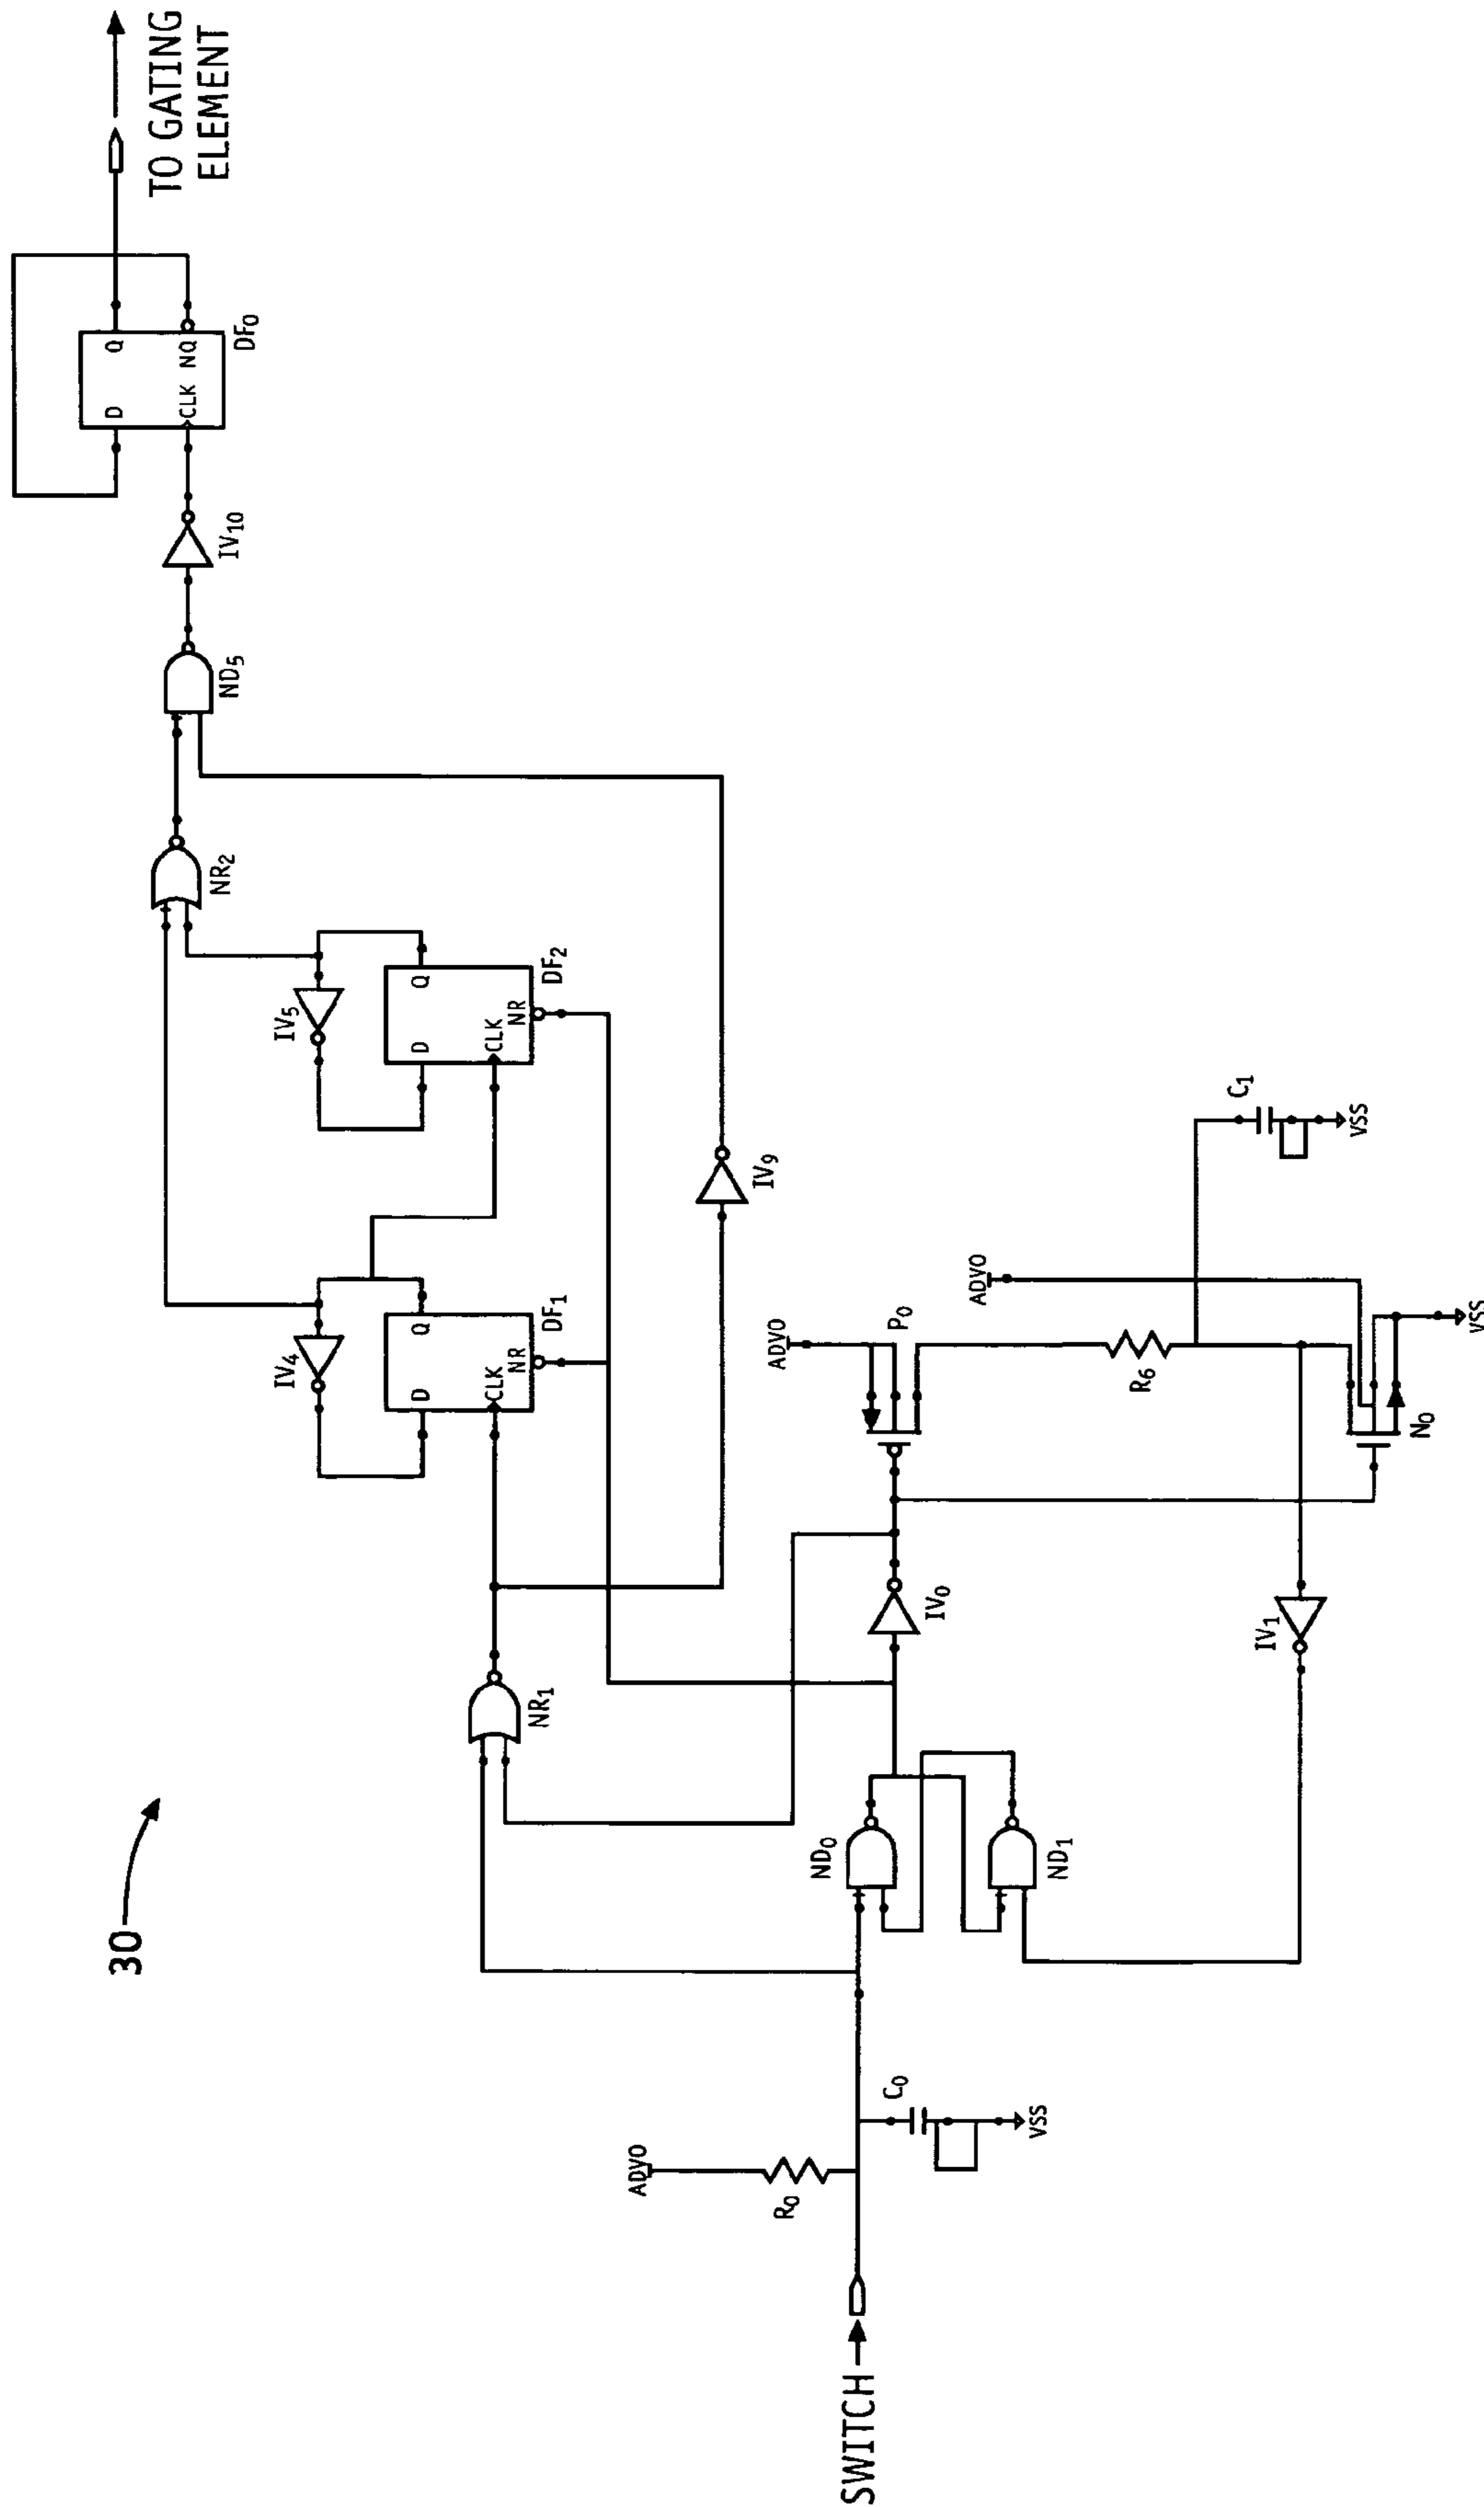 30
SWITCH
ADVO
R0
C0
VSS
ND0
ND1
NR1
IV0
IV1
IV4
D
Q
CLK
NR
DF1
IV5
D
Q
CLK
NR
DF2
IV9
ADVO
P0
R6
ADVO
N0
VSS
C1
VSS
NR2
ND5
IV10
D
Q
CLK NQ
DF0
TO GATING
ELEMENT